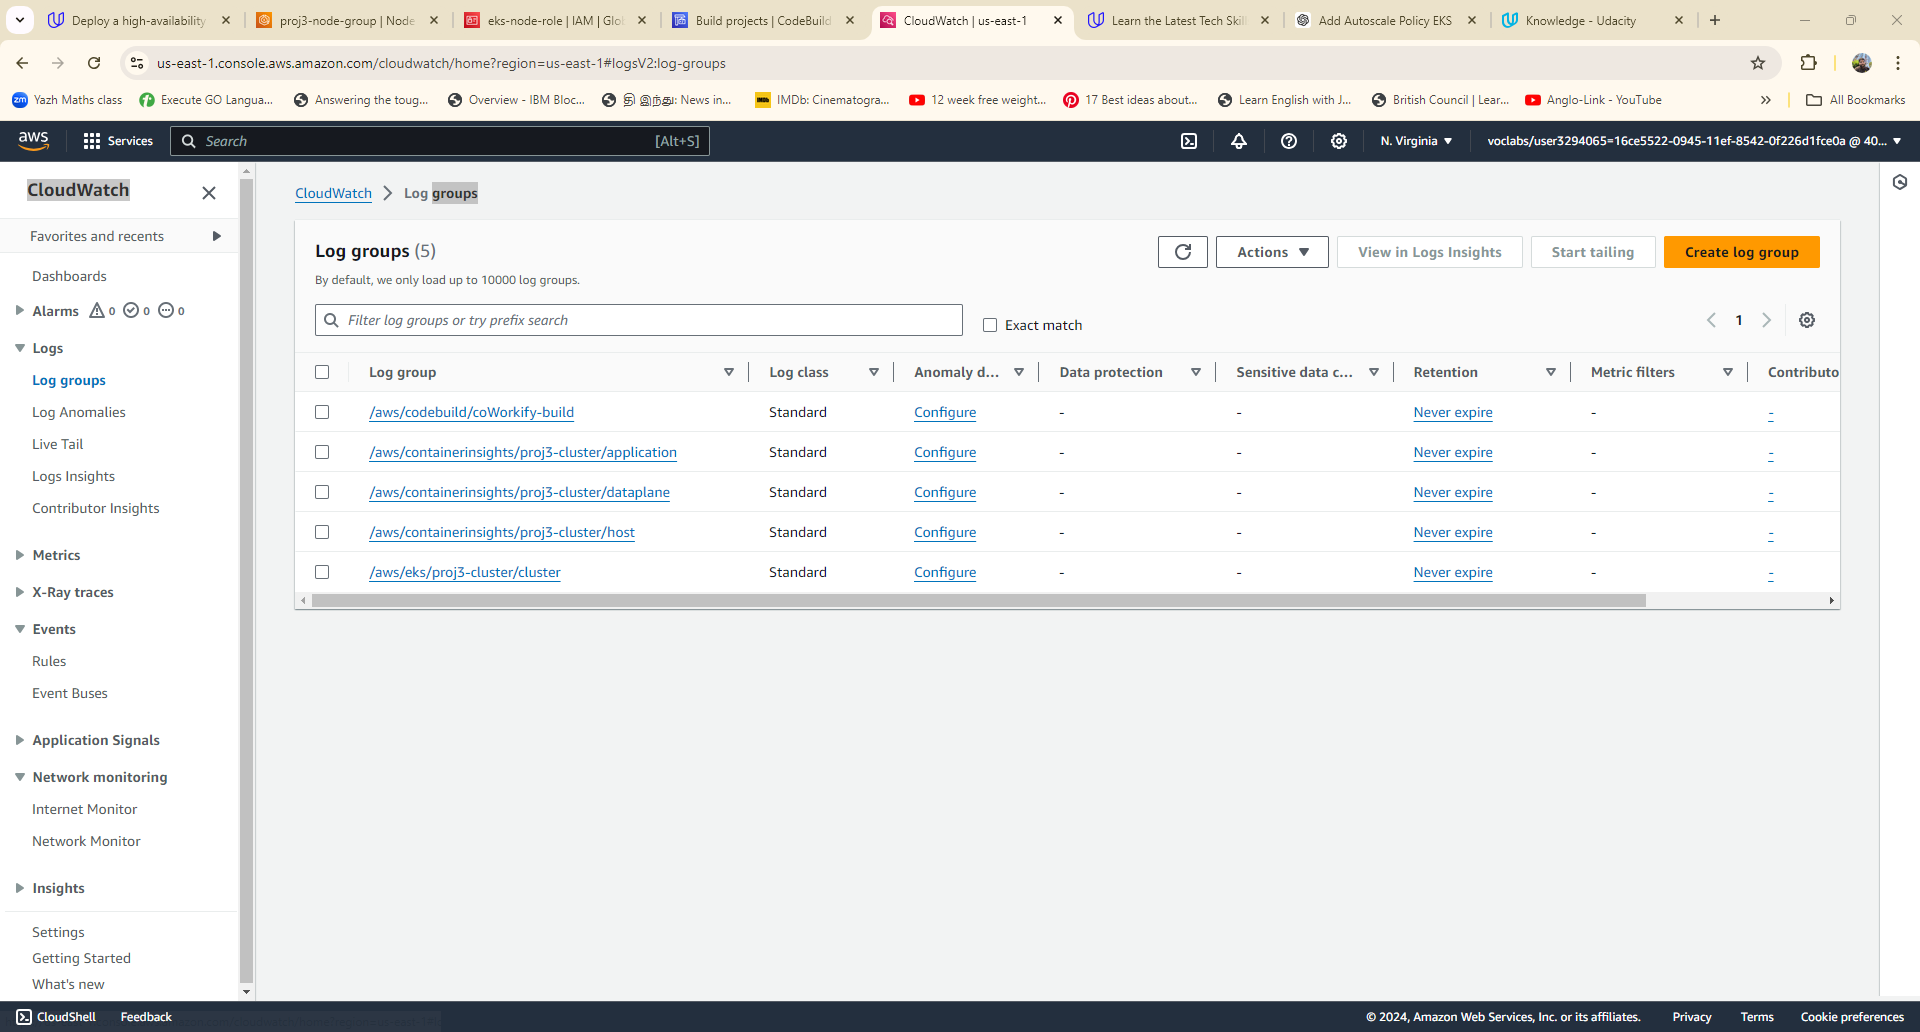 Deploy a high-availability
proj3-node-group | Node
eks-node-role | IAM | Glo
Build projects | CodeBuild
CloudWatch | us-east-1
Learn the Latest Tech Skil
Add Autoscale Policy EKS
Knowledge - Udacity
us-east-1.console.aws.amazon.com/cloudwatch/home?region=us-east-1#logsV2:log-groups
Yazh Maths class
Execute GO Langua...
Answering the toug...
Overview - IBM Bloc...
தி இந்து: News in...
IMDb: Cinematogra...
12 week free weight...
17 Best ideas about...
Learn English with J...
British Council | Lear...
Anglo-Link - YouTube
All Bookmarks
aws
Services
Search
[Alt+S]
N. Virginia
voclabs/user3294065=16ce5522-0945-11ef-8542-0f226d1fce0a @ 40...
CloudWatch
Favorites and recents
Dashboards
Alarms 0 0 0
Logs
Log groups
Log Anomalies
Live Tail
Logs Insights
Contributor Insights
Metrics
X-Ray traces
Events
Rules
Event Buses
Application Signals
Network monitoring
Internet Monitor
Network Monitor
Insights
Settings
Getting Started
What's new
CloudWatch > Log groups
Log groups (5)
By default, we only load up to 10000 log groups.
Actions
View in Logs Insights
Start tailing
Create log group
Filter log groups or try prefix search
Exact match
1
Log group Log class Anomaly d... Data protection Sensitive data c... Retention Metric filters Contributo
/aws/codebuild/coWorkify-build Standard Configure - - Never expire - -
/aws/containerinsights/proj3-cluster/application Standard Configure - - Never expire - -
/aws/containerinsights/proj3-cluster/dataplane Standard Configure - - Never expire - -
/aws/containerinsights/proj3-cluster/host Standard Configure - - Never expire - -
/aws/eks/proj3-cluster/cluster Standard Configure - - Never expire - -
CloudShell
Feedback
© 2024, Amazon Web Services, Inc. or its affiliates.
Privacy
Terms
Cookie preferences